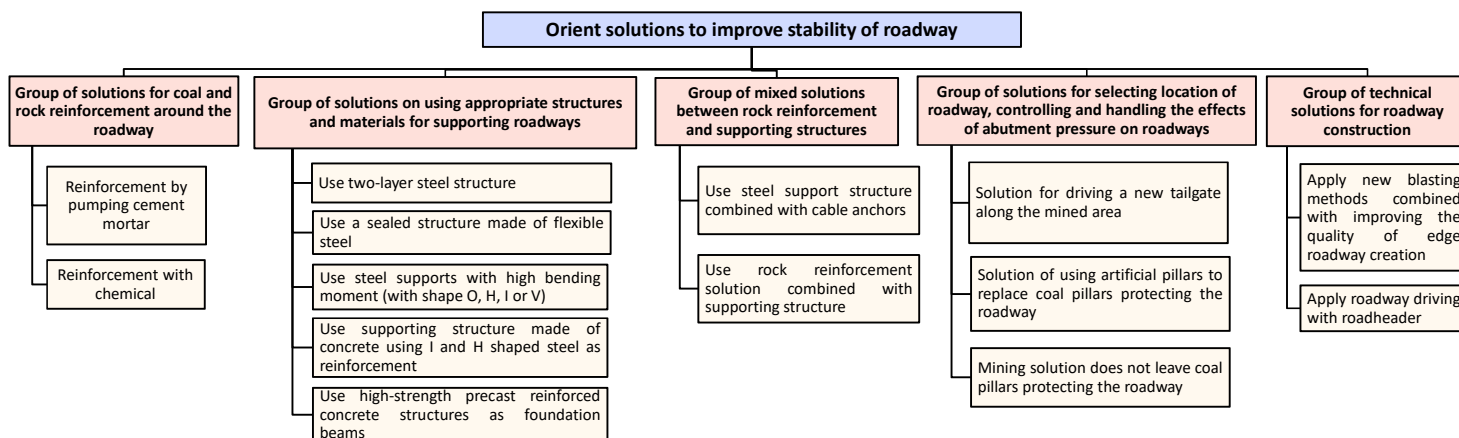 Orient solutions to improve stability of roadway
Group of solutions for coal and
rock reinforcement around the
roadway
Reinforcement by
pumping cement
mortar
Reinforcement with
chemical
Group of solutions on using appropriate structures
and materials for supporting roadways
Use two-layer steel structure
Use a sealed structure made of flexible
steel
Use steel supports with high bending
moment (with shape O, H, I or V)
Use supporting structure made of
concrete using I and H shaped steel as
reinforcement
Use high-strength precast reinforced
concrete structures as foundation
beams
Group of mixed solutions
between rock reinforcement
and supporting structures
Use steel support structure
combined with cable anchors
Use rock reinforcement
solution combined with
supporting structure
Group of solutions for selecting location of
roadway, controlling and handling the effects
of abutment pressure on roadways
Solution for driving a new tailgate
along the mined area
Solution of using artificial pillars to
replace coal pillars protecting the
roadway
Mining solution does not leave coal
pillars protecting the roadway
Group of technical
solutions for roadway
construction
Apply new blasting
methods combined
with improving the
quality of edge
roadway creation
Apply roadway driving
with roadheader